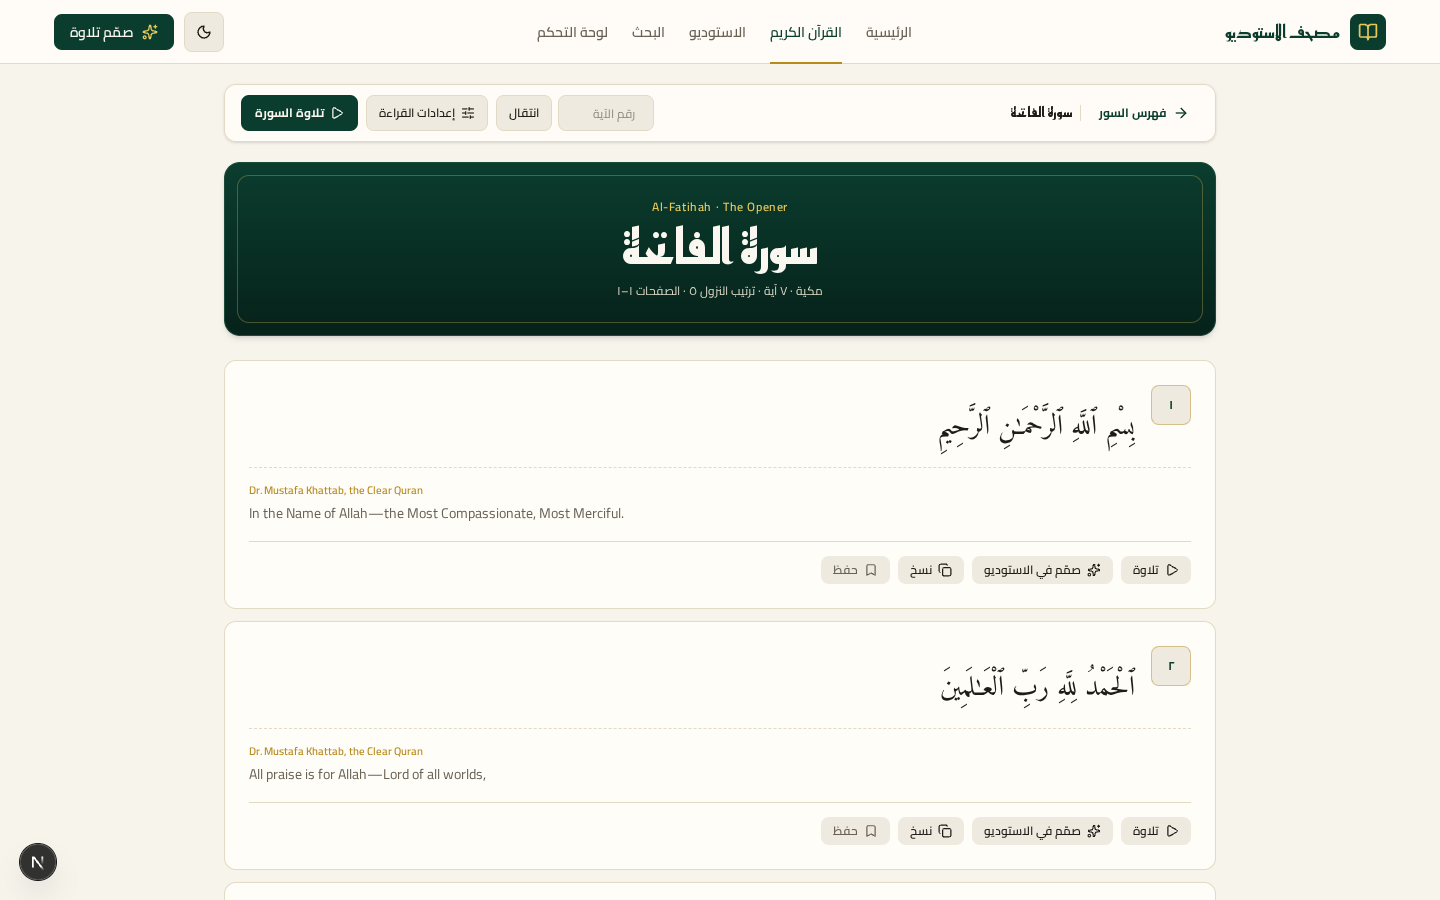 مصحف الاستوديو
الرئيسية
القرآن الكريم
الاستوديو
البحث
لوحة التحكم
صمّم تلاوة
فهرس السور
سورة الفاتحة
رقم الآية
انتقال
إعدادات القراءة
تلاوة السورة
Al-Fatihah · The Opener
سورة الفاتحة
مكية · ٧ آية · ترتيب النزول ٥ · الصفحات ١–١
١
بِسْمِ ٱللَّهِ ٱلرَّحْمَـٰنِ ٱلرَّحِيمِ
Dr. Mustafa Khattab, the Clear Quran
In the Name of Allah—the Most Compassionate, Most Merciful.
تلاوة
صمّم في الاستوديو
نسخ
حفظ
٢
ٱلْحَمْدُ لِلَّهِ رَبِّ ٱلْعَـٰلَمِينَ
Dr. Mustafa Khattab, the Clear Quran
All praise is for Allah—Lord of all worlds,
تلاوة
صمّم في الاستوديو
نسخ
حفظ
N